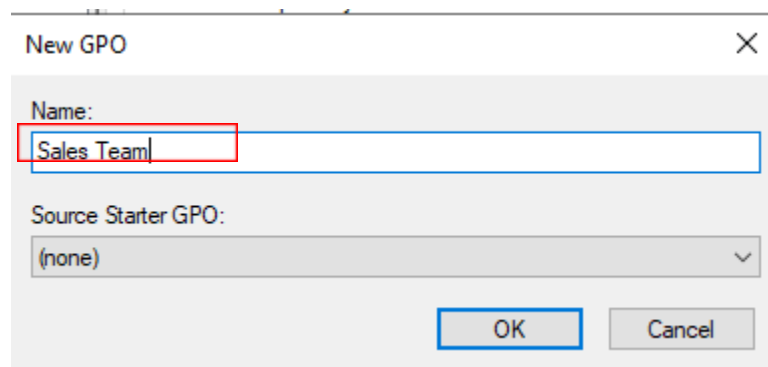 New GPO
Name:
Sales Team
Source Starter GPO:
(none)
OK Cancel